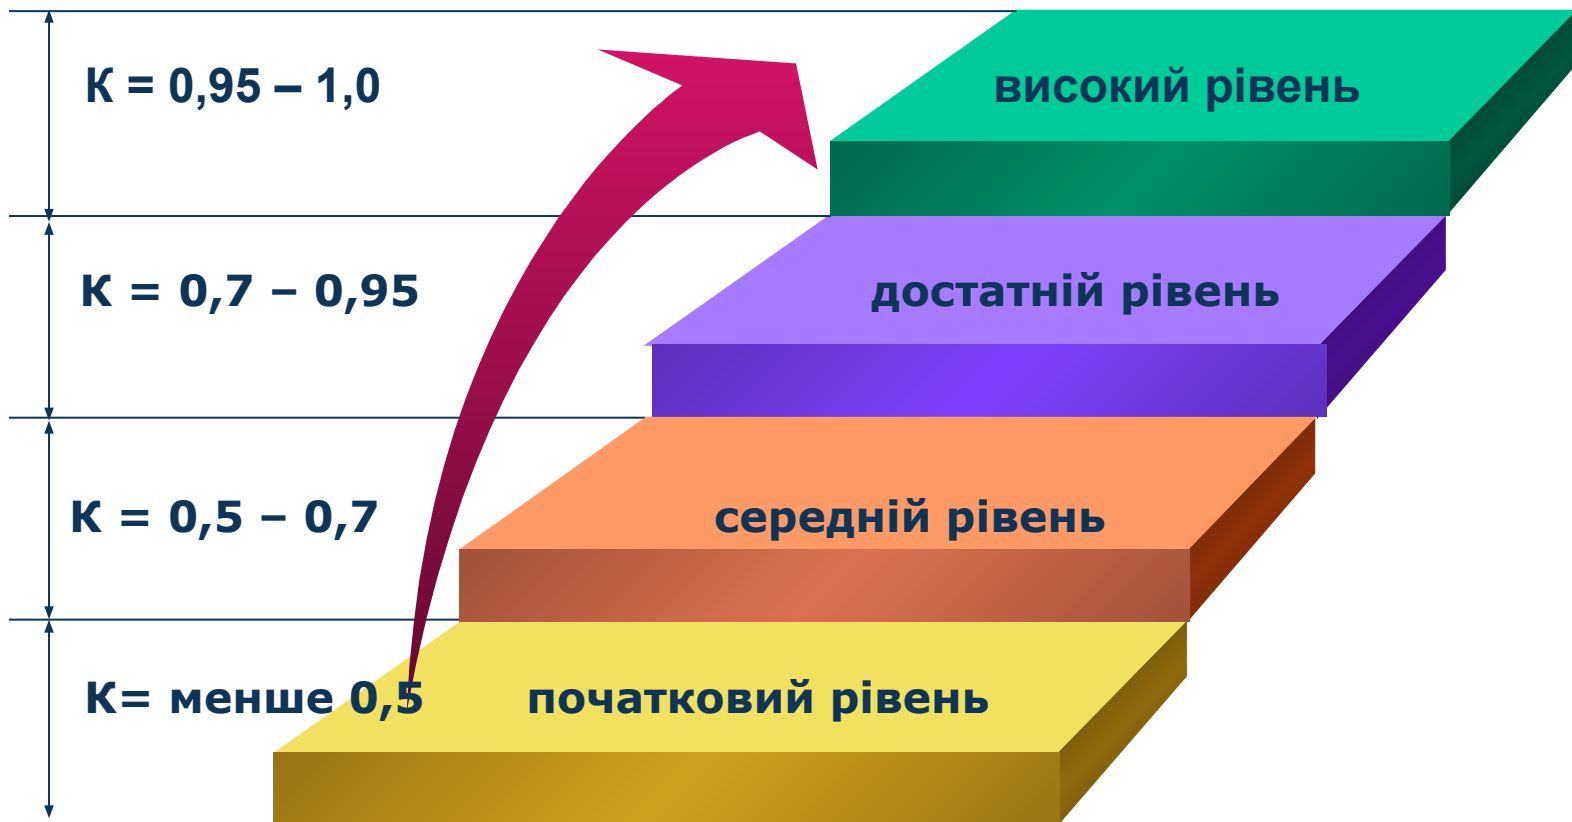 К = 0,95 – 1,0
високий рівень
К = 0,7 – 0,95
достатній рівень
К = 0,5 – 0,7
середній рівень
К= менше 0,5
початковий рівень